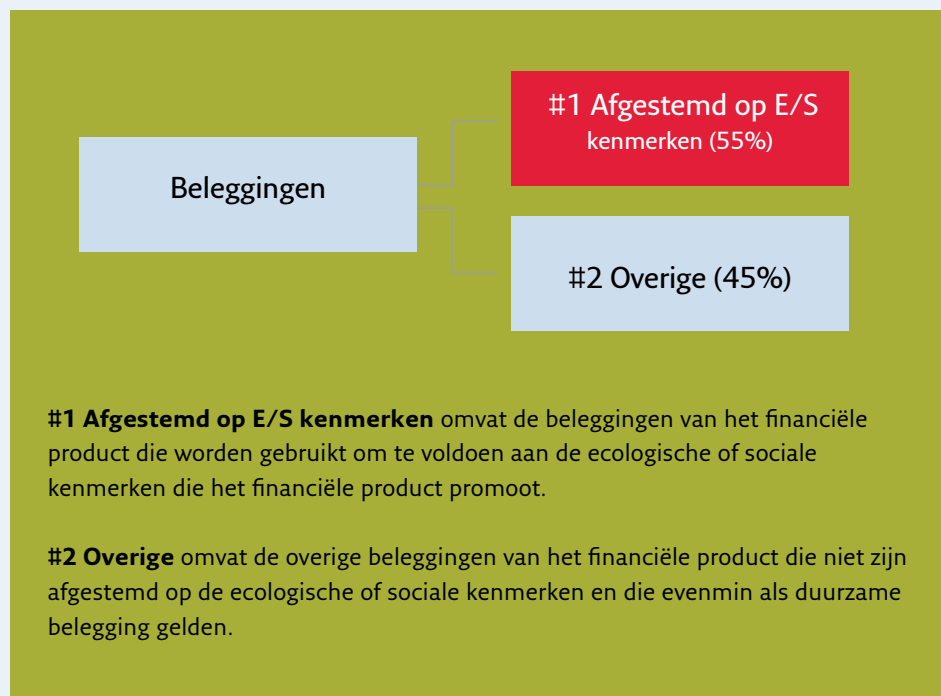 #1 Afgestemd op E/S
kenmerken (55%)
Beleggingen
#2 Overige (45%)
#1 Afgestemd op E/S kenmerken omvat de beleggingen van het financiële
product die worden gebruikt om te voldoen aan de ecologische of sociale
kenmerken die het financiële product promoot.
#2 Overige omvat de overige beleggingen van het financiële product die niet zijn
afgestemd op de ecologische of sociale kenmerken en die evenmin als duurzame
belegging gelden.